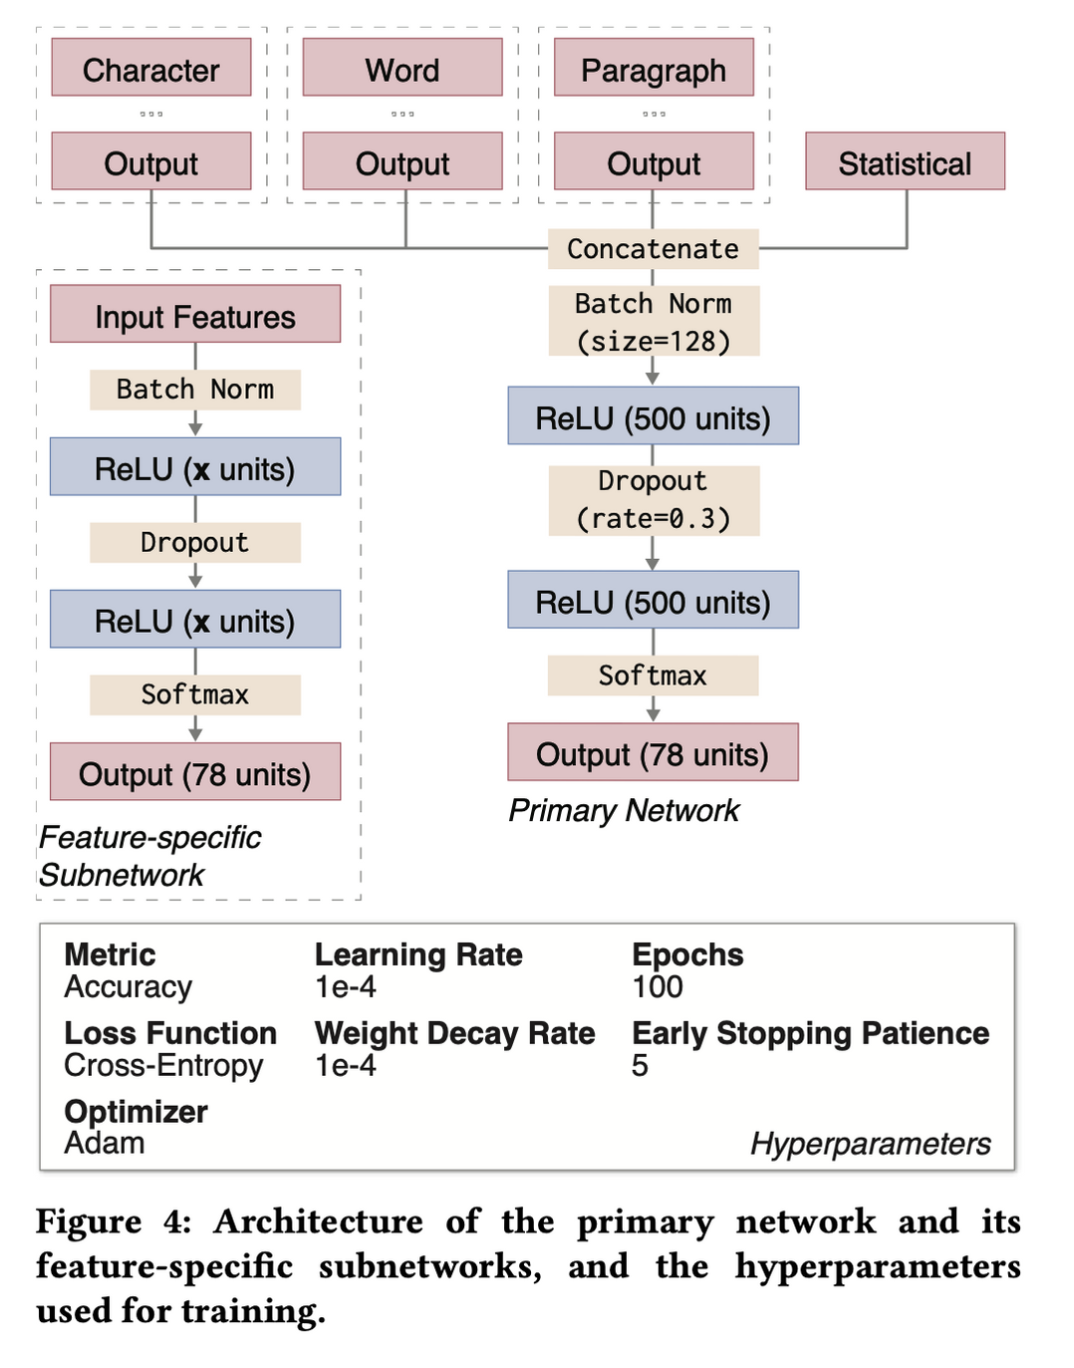 Character
Word
Paragraph
...
...
...
Output
Output
Output
Statistical
Concatenate
Batch Norm
(size=128)
ReLU (500 units)
Dropout
(rate=0.3)
ReLU (500 units)
Softmax
Output (78 units)
Primary Network
Input Features
Batch Norm
ReLU (x units)
Dropout
ReLU (x units)
Softmax
Output (78 units)
Feature-specific
Subnetwork
Metric
Accuracy
Learning Rate
1e-4
Epochs
100
Loss Function
Cross-Entropy
Weight Decay Rate
1e-4
Early Stopping Patience
5
Optimizer
Adam
Hyperparameters
Figure 4: Architecture of the primary network and its
feature-specific subnetworks, and the hyperparameters
used for training.